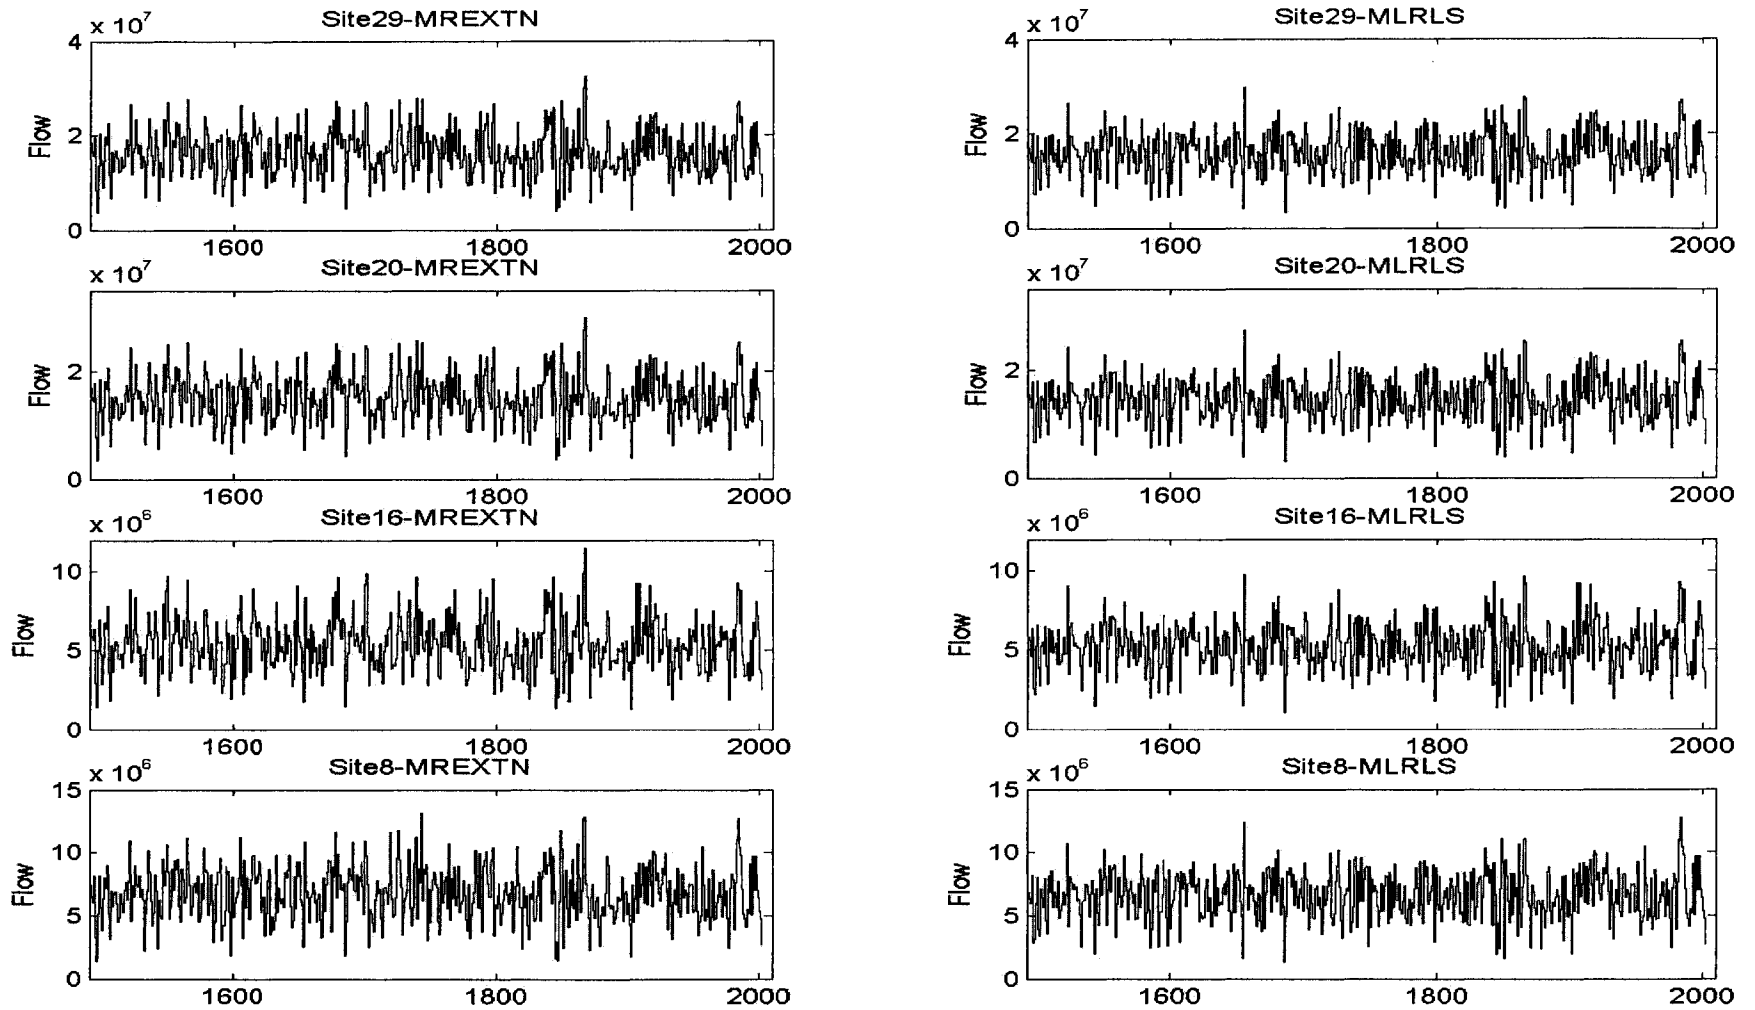 x 10^7
Site29-MREXTN
4
2
0
Flow
1600
1800
2000
x 10^7
Site20-MREXTN
2
0
Flow
1600
1800
2000
x 10^6
Site16-MREXTN
10
5
0
Flow
1600
1800
2000
x 10^6
Site8-MREXTN
15
10
5
0
Flow
1600
1800
2000
x 10^7
Site29-MLRLS
4
2
0
Flow
1600
1800
2000
x 10^7
Site20-MLRLS
2
0
Flow
1600
1800
2000
x 10^6
Site16-MLRLS
10
5
0
Flow
1600
1800
2000
x 10^6
Site8-MLRLS
15
10
5
0
Flow
1600
1800
2000